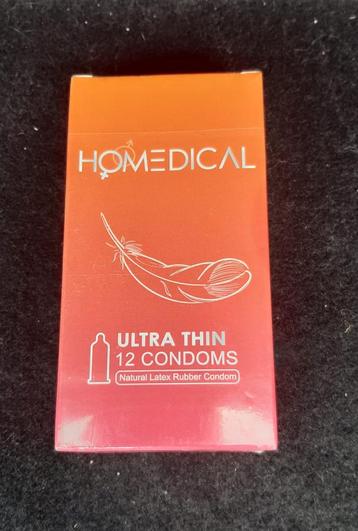 HOMEDICAL
ULTRA THIN
12 CONDOMS
Natural Latex Rubber Condom